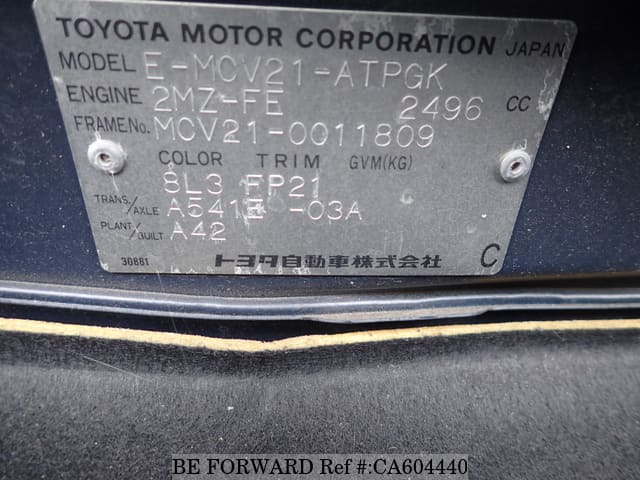 TOYOTA MOTOR CORPORATION JAPAN
MODEL E-MCV21-ATPGK
ENGINE 2MZ-FE 2496 CC
FRAME No. MCV21-0011809
COLOR TRIM GVM(KG)
8L3 FP21
TRANS./AXLE A541E -03A
PLANT/BUILT A42
30881 トヨタ自動車株式会社 C
BE FORWARD Ref #:CA604440